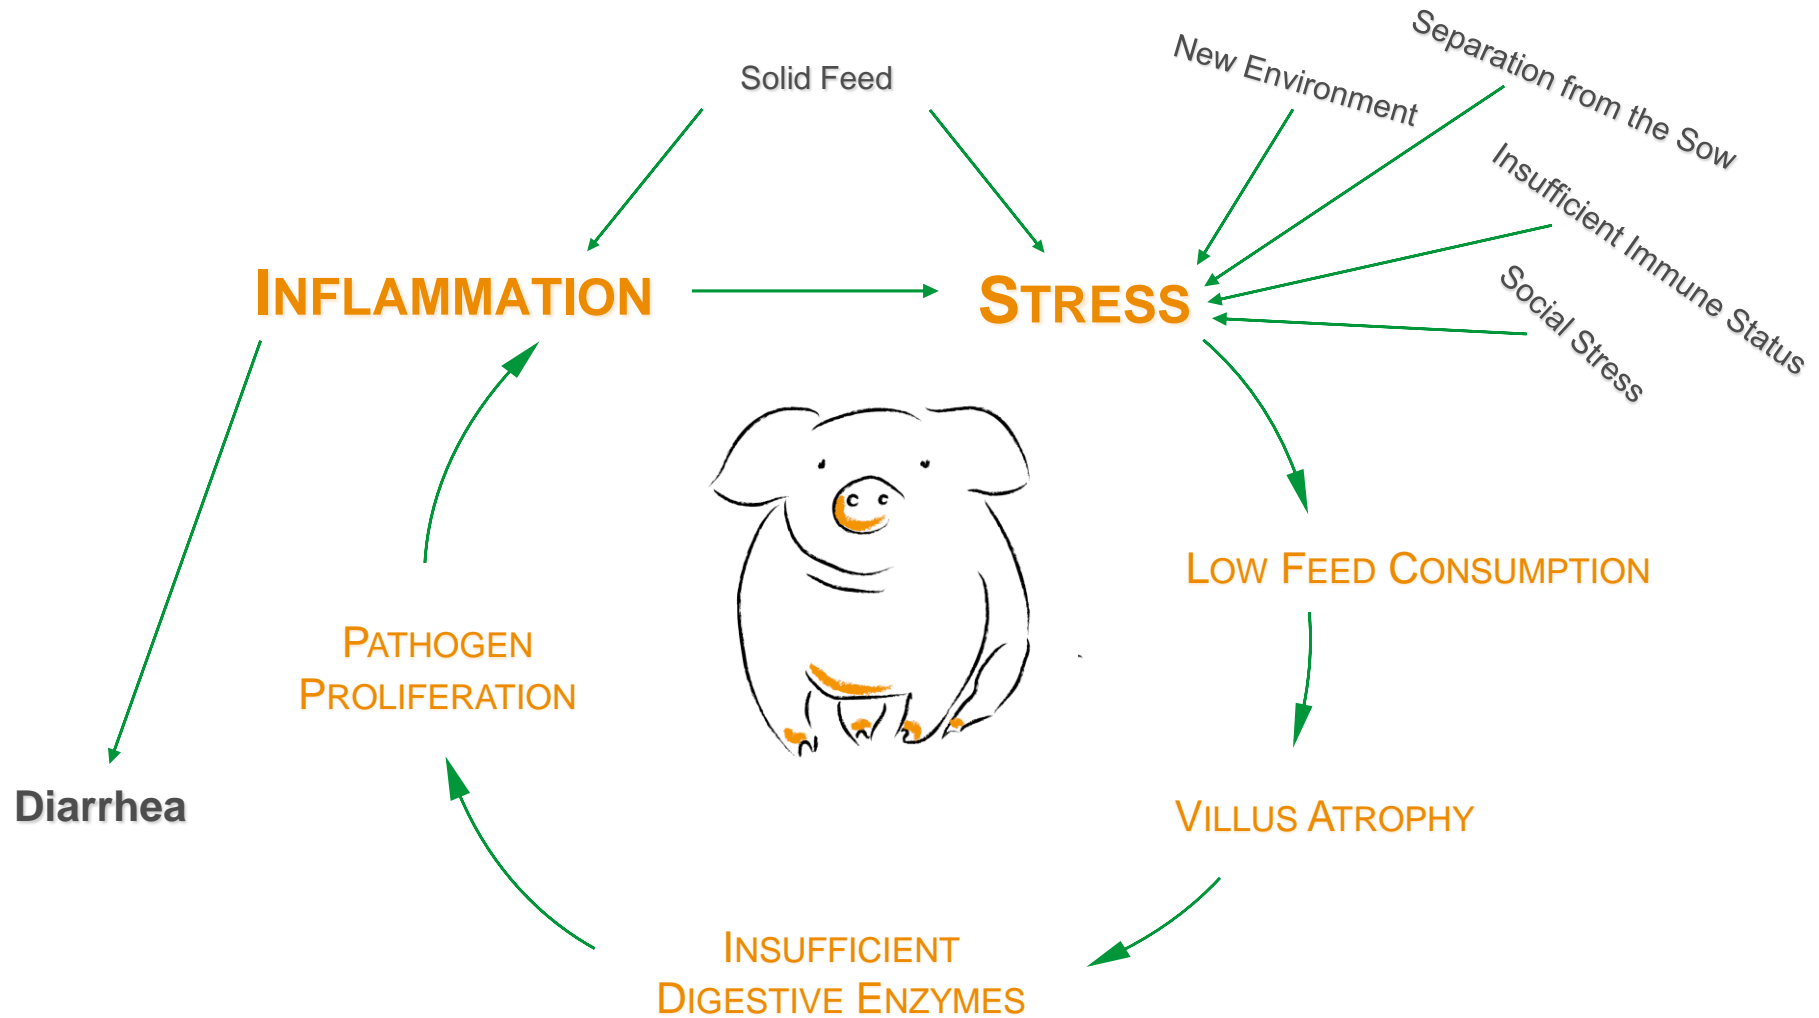 Solid Feed
New Environment
Separation from the Sow
Insufficient Immune Status
Social Stress
INFLAMMATION
STRESS
LOW FEED CONSUMPTION
PATHOGEN
PROLIFERATION
Diarrhea
VILLUS ATROPHY
INSUFFICIENT
DIGESTIVE ENZYMES